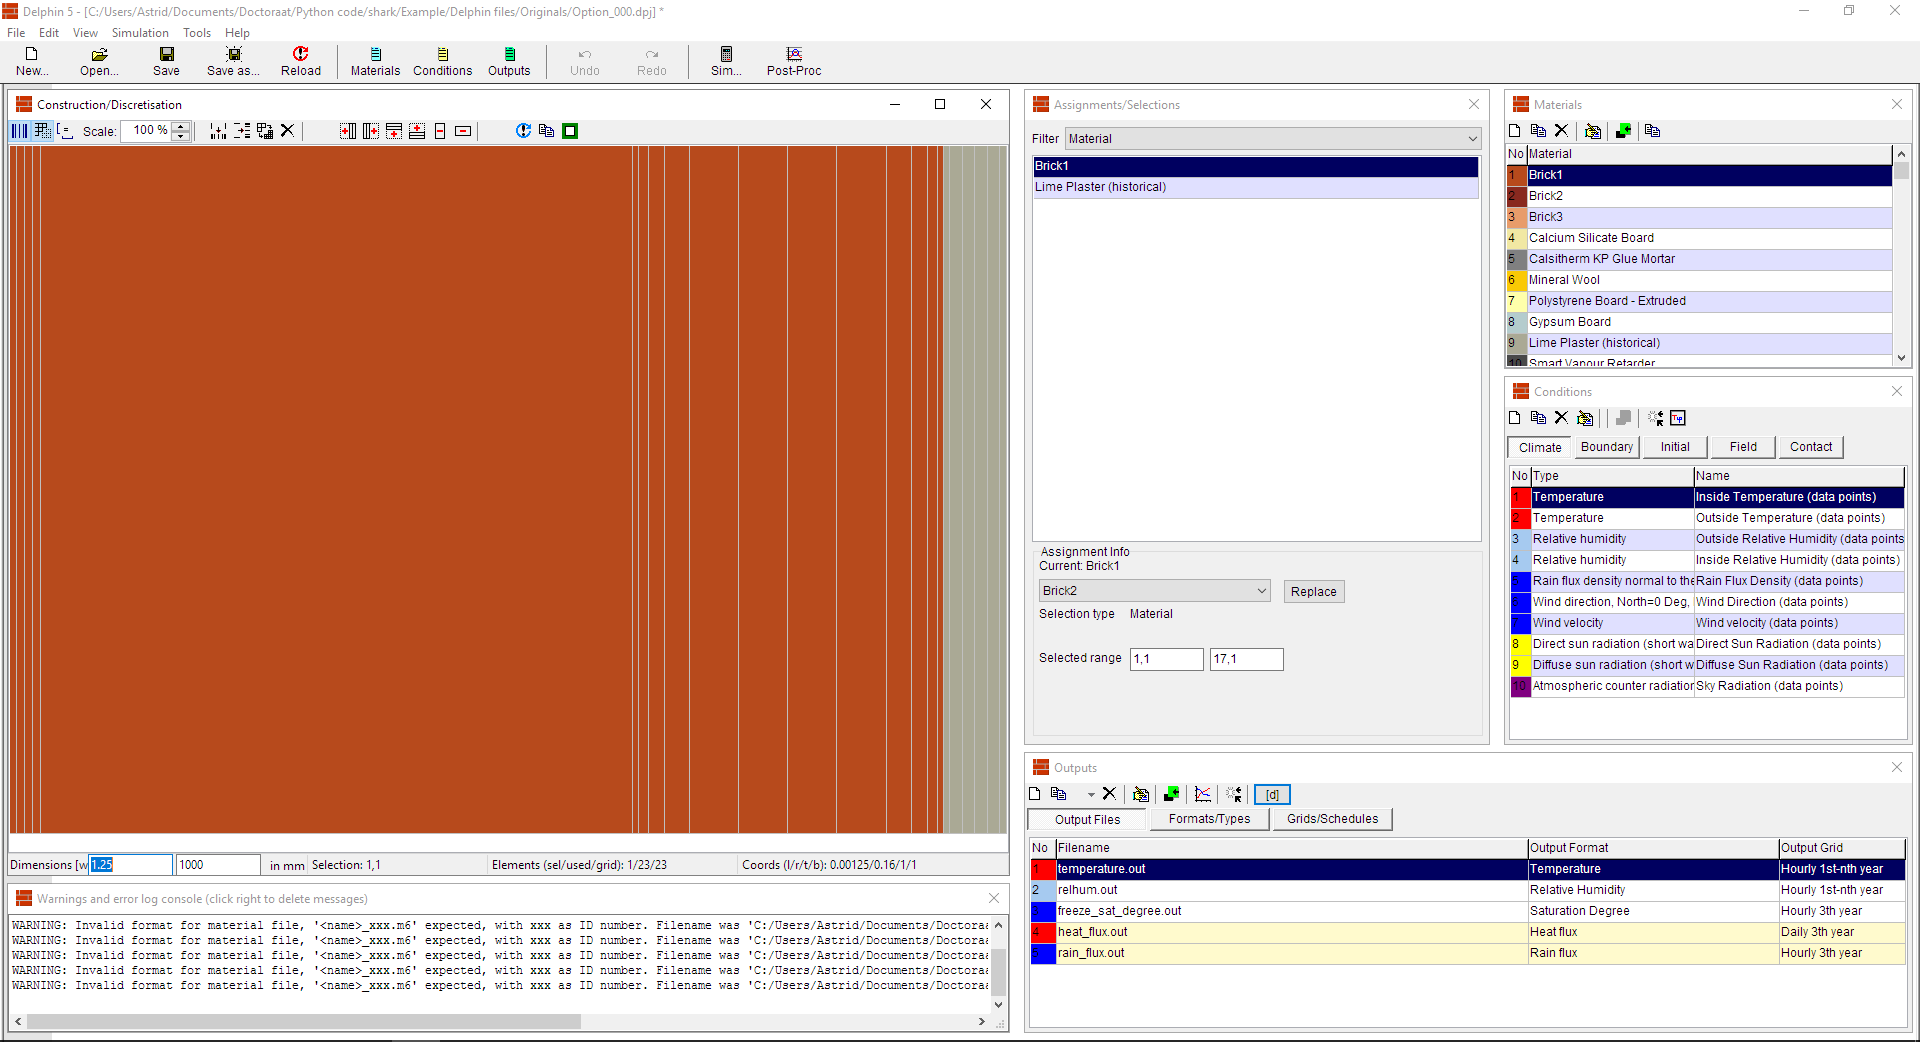 Delphin 5 - [C:/Users/Astrid/Documents/Doctoraat/Python code/shark/Example/Delphin files/Originals/Option_000.dpj] *
File Edit View Simulation Tools Help
New... Open... Save Save as... Reload Materials Conditions Outputs Undo Redo Sim... Post-Proc
Construction/Discretisation
Scale: 100 %
Dimensions [w 1.25 1000 in mm Selection: 1,1 Elements (sel/used/grid): 1/23/23 Coords (l/r/t/b): 0.00125/0.16/1/1
Warnings and error log console (click right to delete messages)
WARNING: Invalid format for material file, '<name>_xxx.m6' expected, with xxx as ID number. Filename was 'C:/Users/Astrid/Documents/Doctoraa
WARNING: Invalid format for material file, '<name>_xxx.m6' expected, with xxx as ID number. Filename was 'C:/Users/Astrid/Documents/Doctoraa
WARNING: Invalid format for material file, '<name>_xxx.m6' expected, with xxx as ID number. Filename was 'C:/Users/Astrid/Documents/Doctoraa
WARNING: Invalid format for material file, '<name>_xxx.m6' expected, with xxx as ID number. Filename was 'C:/Users/Astrid/Documents/Doctoraa
WARNING: Invalid format for material file, '<name>_xxx.m6' expected, with xxx as ID number. Filename was 'C:/Users/Astrid/Documents/Doctoraa
Assignments/Selections
Filter Material
Brick1
Lime Plaster (historical)
Assignment Info
Current: Brick1
Brick2 Replace
Selection type Material
Selected range 1,1 17,1
Materials
No Material
1 Brick1
2 Brick2
3 Brick3
4 Calcium Silicate Board
5 Calsitherm KP Glue Mortar
6 Mineral Wool
7 Polystyrene Board - Extruded
8 Gypsum Board
9 Lime Plaster (historical)
10 Smart Vapour Retarder
Conditions
Climate Boundary Initial Field Contact
No Type Name
1 Temperature Inside Temperature (data points)
2 Temperature Outside Temperature (data points)
3 Relative humidity Outside Relative Humidity (data points
4 Relative humidity Inside Relative Humidity (data points)
5 Rain flux density normal to the Rain Flux Density (data points)
6 Wind direction, North=0 Deg, Wind Direction (data points)
7 Wind velocity Wind velocity (data points)
8 Direct sun radiation (short wa Direct Sun Radiation (data points)
9 Diffuse sun radiation (short w Diffuse Sun Radiation (data points)
10 Atmospheric counter radiation Sky Radiation (data points)
Outputs
[d]
Output Files Formats/Types Grids/Schedules
No Filename Output Format Output Grid
1 temperature.out Temperature Hourly 1st-nth year
2 relhum.out Relative Humidity Hourly 1st-nth year
3 freeze_sat_degree.out Saturation Degree Hourly 3th year
4 heat_flux.out Heat flux Daily 3th year
5 rain_flux.out Rain flux Hourly 3th year